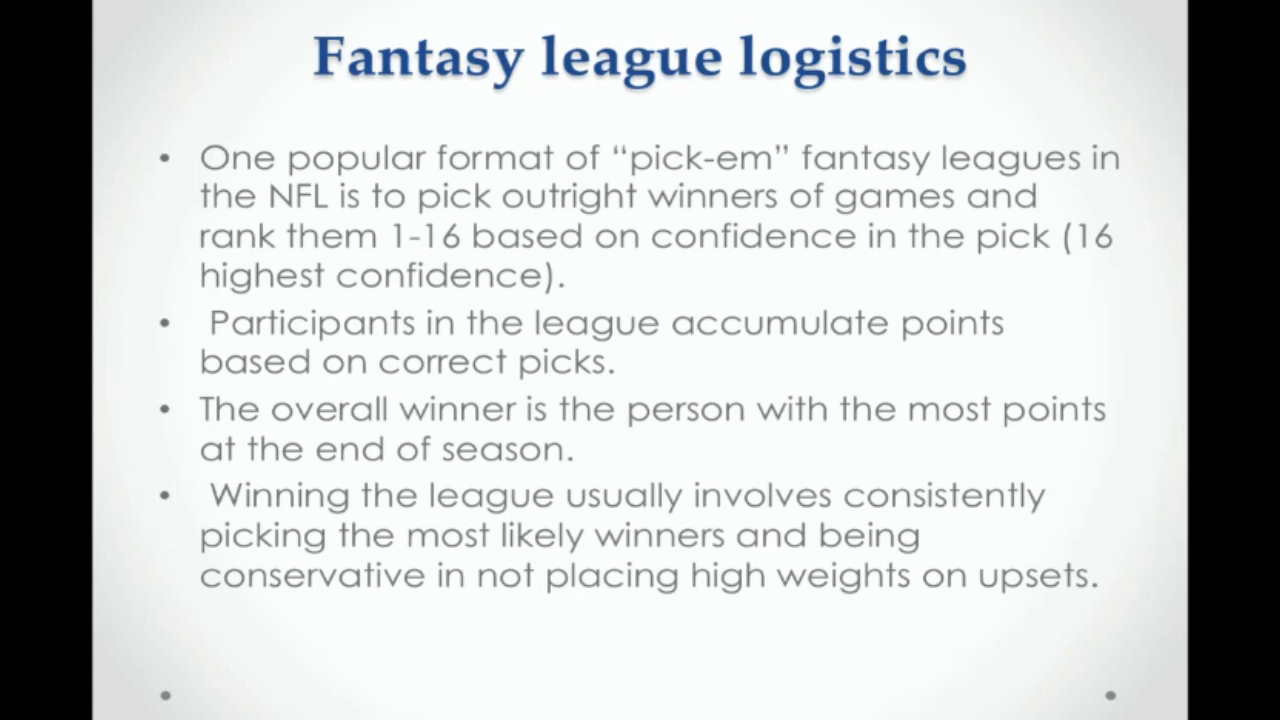 Fantasy league logistics
• One popular format of “pick-em” fantasy leagues in
the NFL is to pick outright winners of games and
rank them 1-16 based on confidence in the pick (16
highest confidence).
• Participants in the league accumulate points
based on correct picks.
• The overall winner is the person with the most points
at the end of season.
• Winning the league usually involves consistently
picking the most likely winners and being
conservative in not placing high weights on upsets.